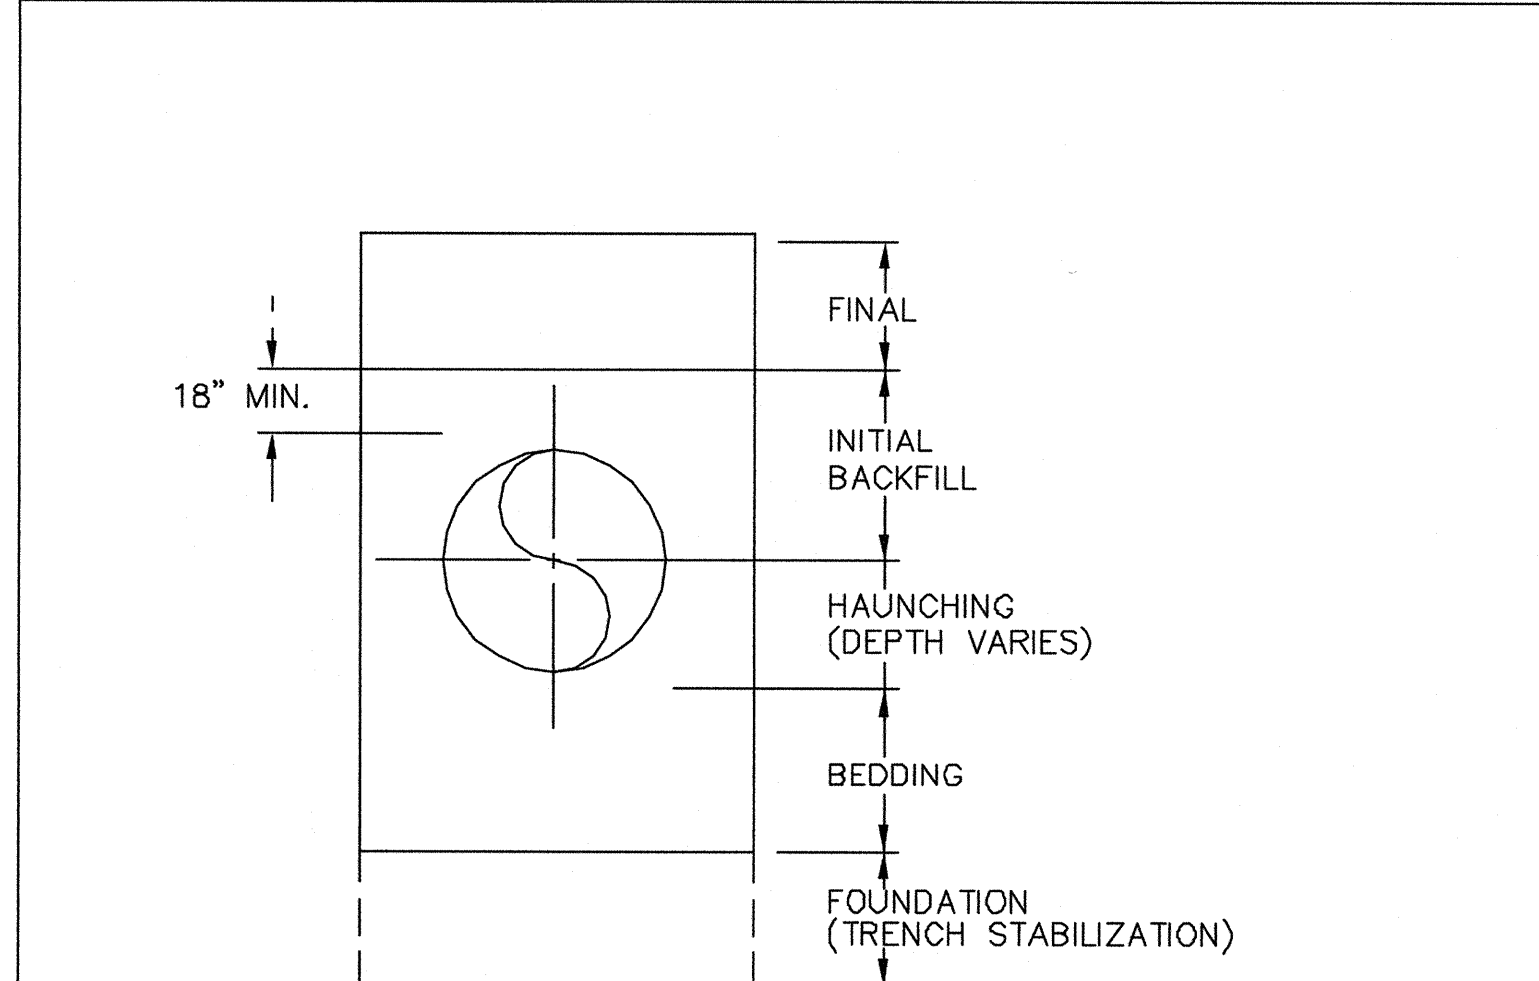 FINAL
18” MIN.
INITIAL
BACKFILL
HAUNCHING
(DEPTH VARIES)
BEDDING
FOUNDATION
(TRENCH STABILIZATION)